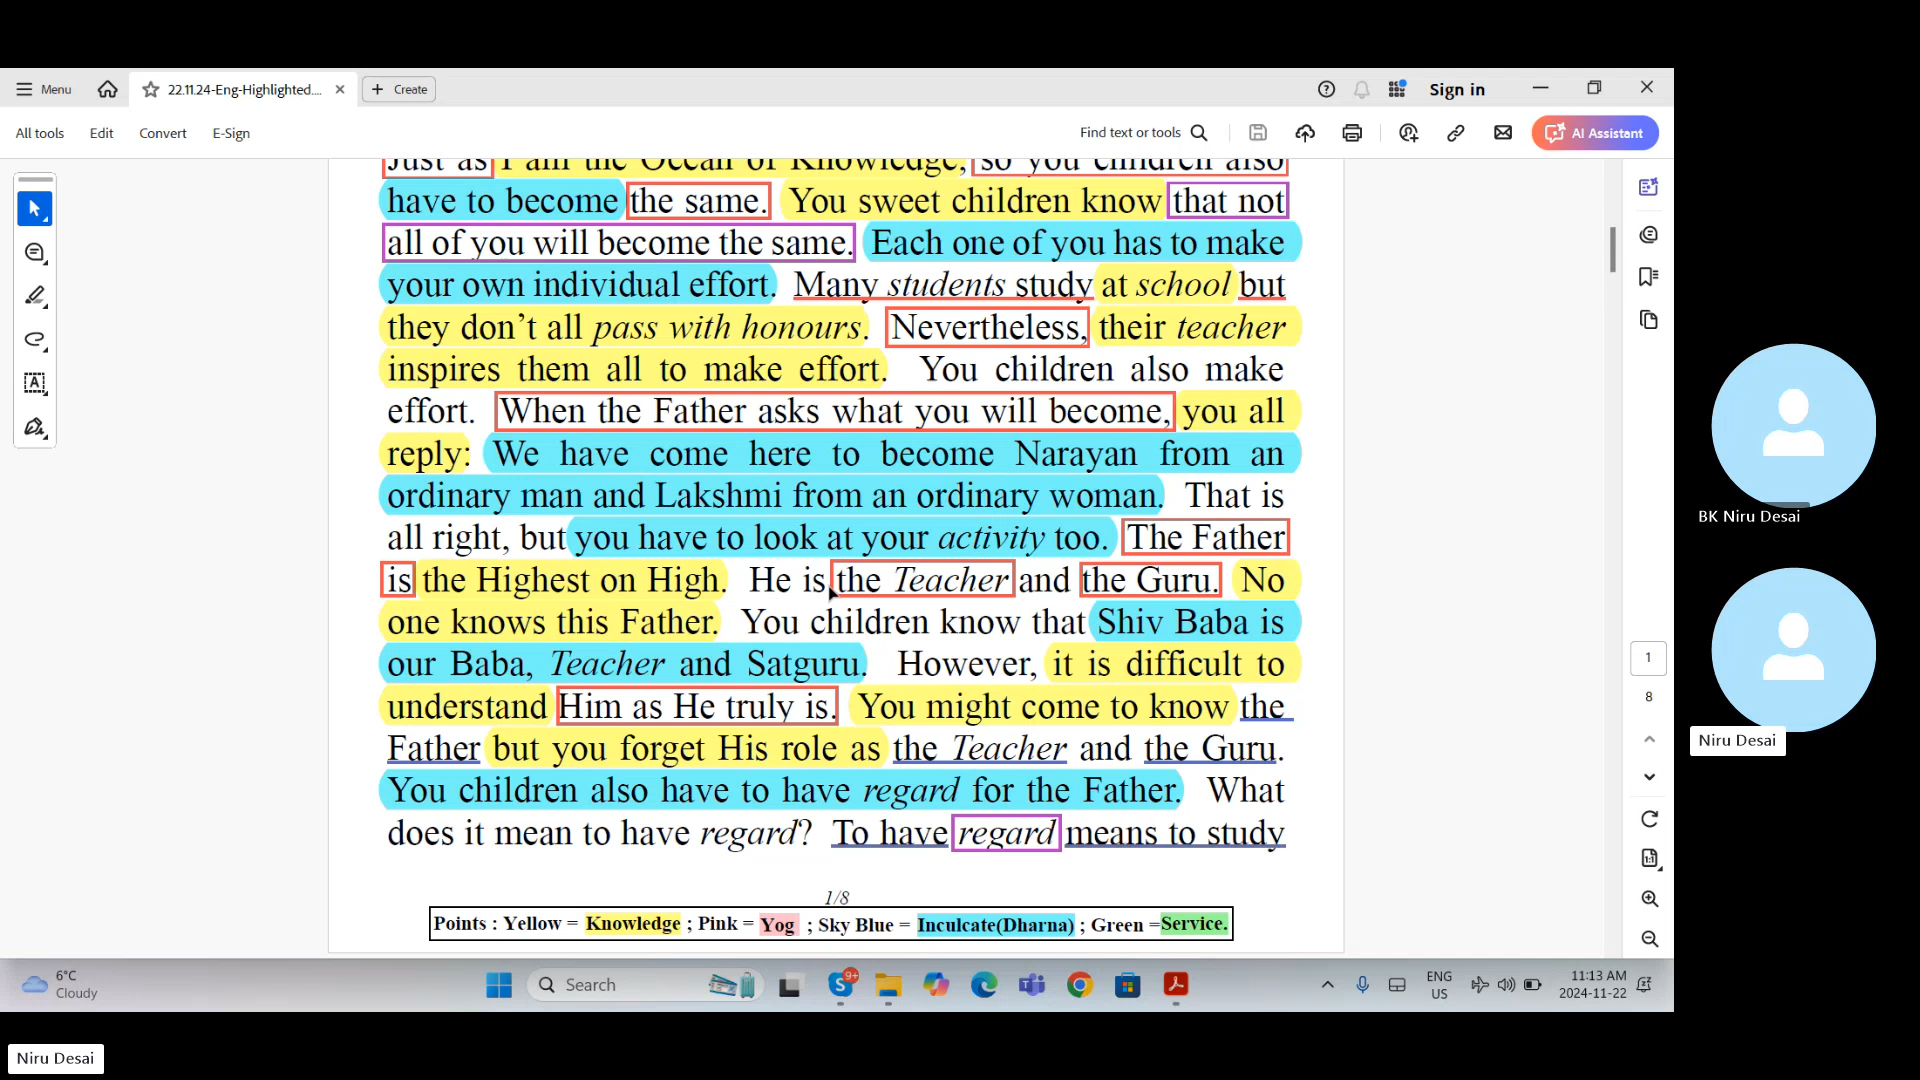 Menu
22.11.24-Eng-Highlighted....
Create
Sign in
All tools
Edit
Convert
E-Sign
Find text or tools
AI Assistant
Just as I am the Ocean of Knowledge, so you children also
have to become the same. You sweet children know that not
all of you will become the same. Each one of you has to make
your own individual effort. Many students study at school but
they don't all pass with honours. Nevertheless, their teacher
inspires them all to make effort. You children also make
effort. When the Father asks what you will become, you all
reply: We have come here to become Narayan from an
ordinary man and Lakshmi from an ordinary woman. That is
all right, but you have to look at your activity too. The Father
is the Highest on High. He is the Teacher and the Guru. No
one knows this Father. You children know that Shiv Baba is
our Baba, Teacher and Satguru. However, it is difficult to
understand Him as He truly is. You might come to know the
Father but you forget His role as the Teacher and the Guru.
You children also have to have regard for the Father. What
does it mean to have regard? To have regard means to study
1/8
Points : Yellow = Knowledge ; Pink = Yog ; Sky Blue = Inculcate(Dharna) ; Green =Service.
1
8
BK Niru Desai
Niru Desai
6°C
Cloudy
Search
9+
ENG
US
11:13 AM
2024-11-22
Niru Desai